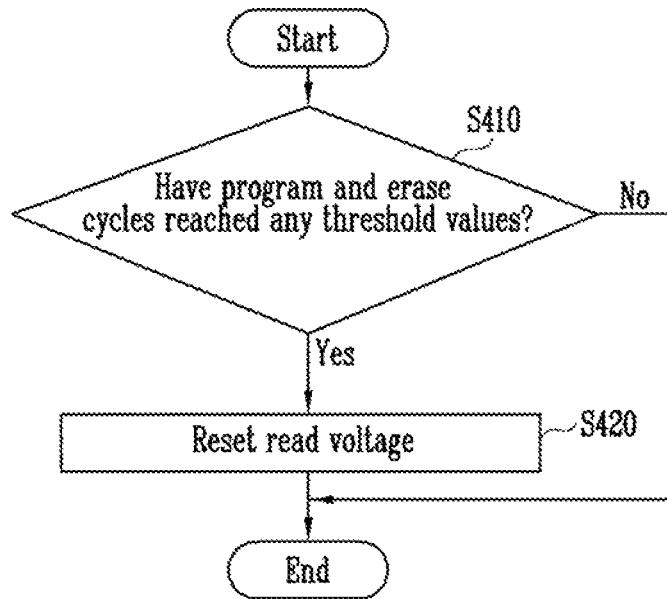 Start
S410
Have program and erase
cycles reached any threshold values?
No
Yes
Reset read voltage
S420
End